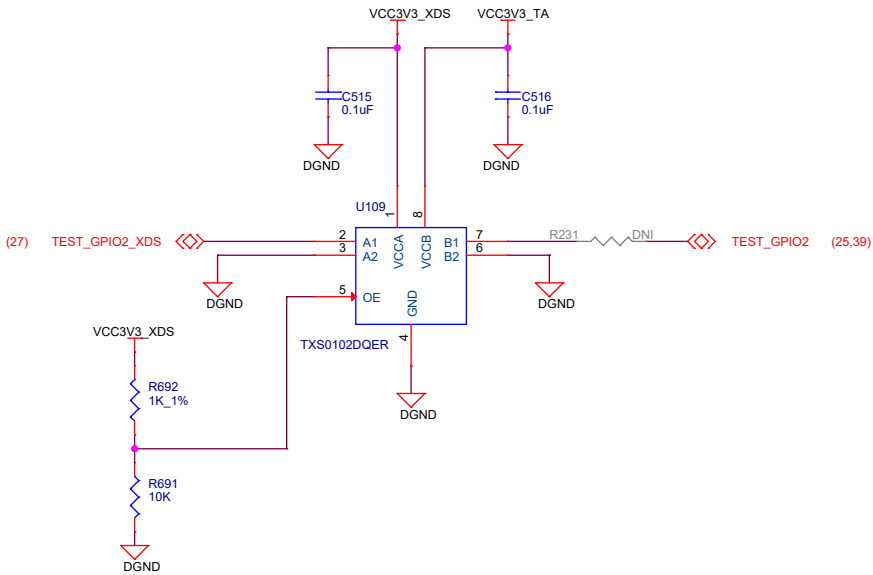 VCC3V3_XDS
VCC3V3_TA
C515
0.1uF
C516
0.1uF
DGND
DGND
U109
1
8
(27)
TEST_GPIO2_XDS
2
3
A1
A2
VCCA
VCCB
B1
B2
7
6
R231
DNI
TEST_GPIO2
(25,39)
DGND
DGND
5
OE
GND
VCC3V3_XDS
TXS0102DQER
4
R692
1K_1%
DGND
R691
10K
DGND